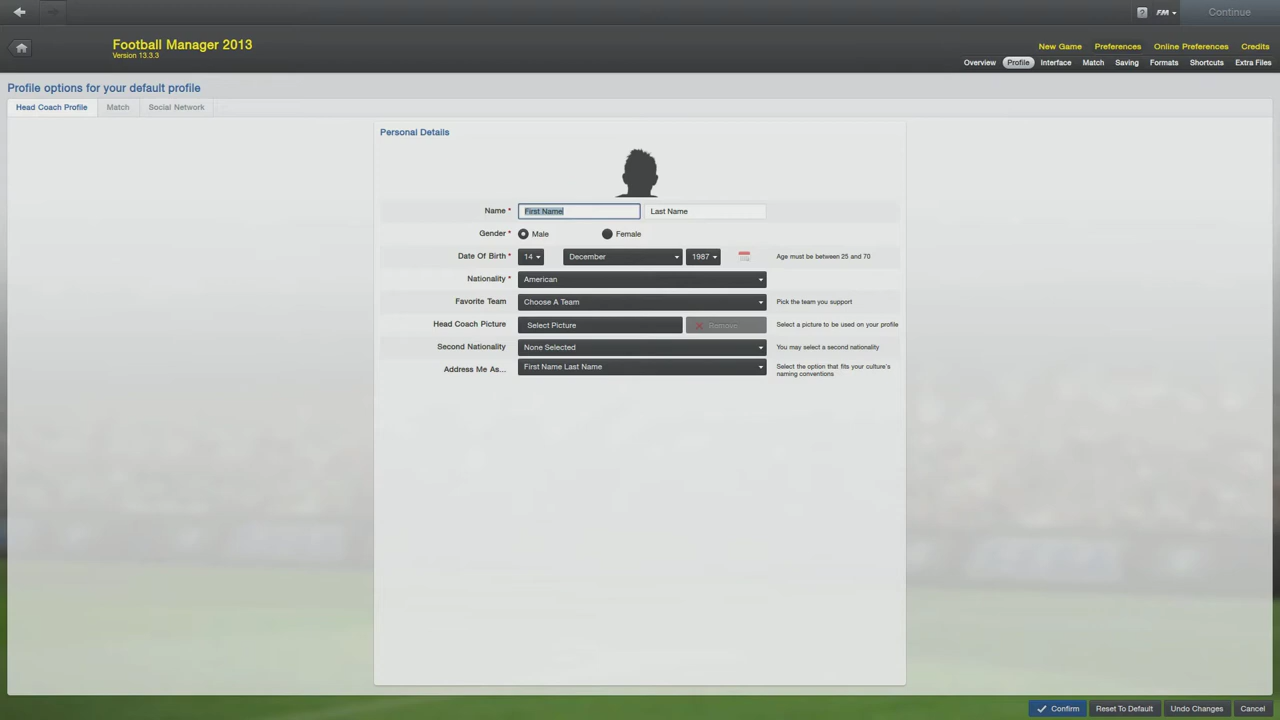 ? FM Continue
Football Manager 2013
Version 13.3.3
New Game Preferences Online Preferences Credits
Overview Profile Interface Match Saving Formats Shortcuts Extra Files
Profile options for your default profile
Head Coach Profile Match Social Network
Personal Details
Name * First Name Last Name
Gender * Male Female
Date Of Birth * 14 December 1987 Age must be between 25 and 70
Nationality * American
Favorite Team Choose A Team Pick the team you support
Head Coach Picture Select Picture Remove Select a picture to be used on your profile
Second Nationality None Selected You may select a second nationality
Address Me As... First Name Last Name Select the option that fits your culture's
naming conventions
Confirm Reset To Default Undo Changes Cancel